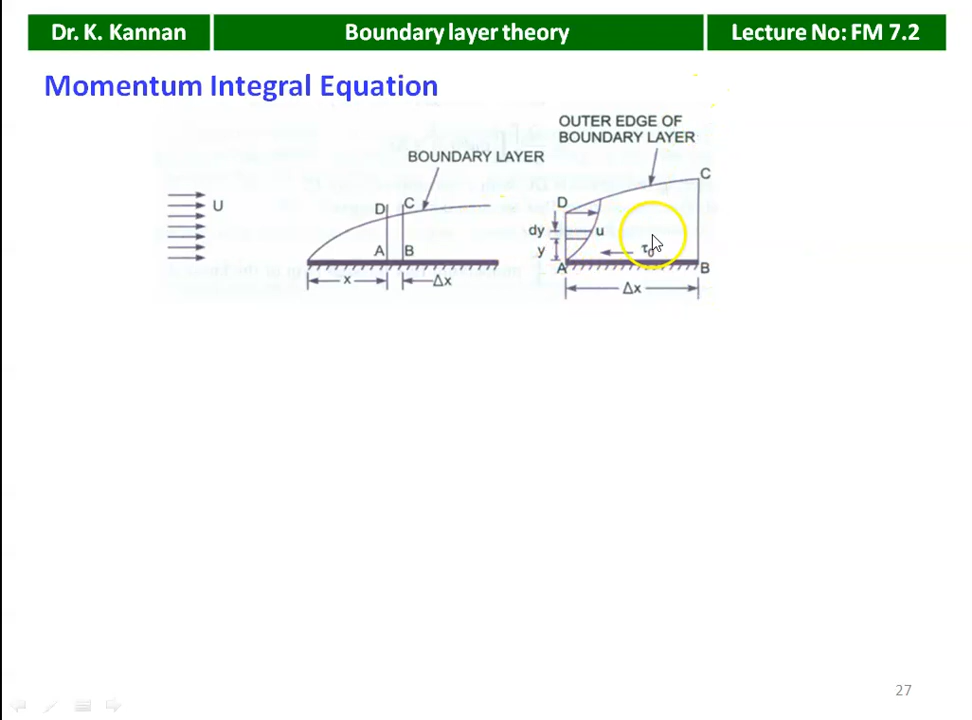 Dr. K. Kannan
Boundary layer theory
Lecture No: FM 7.2
Momentum Integral Equation
U
BOUNDARY LAYER
D C
A B
x Δx
OUTER EDGE OF
BOUNDARY LAYER
C
D
dy u
y τ₀
A B
Δx
27